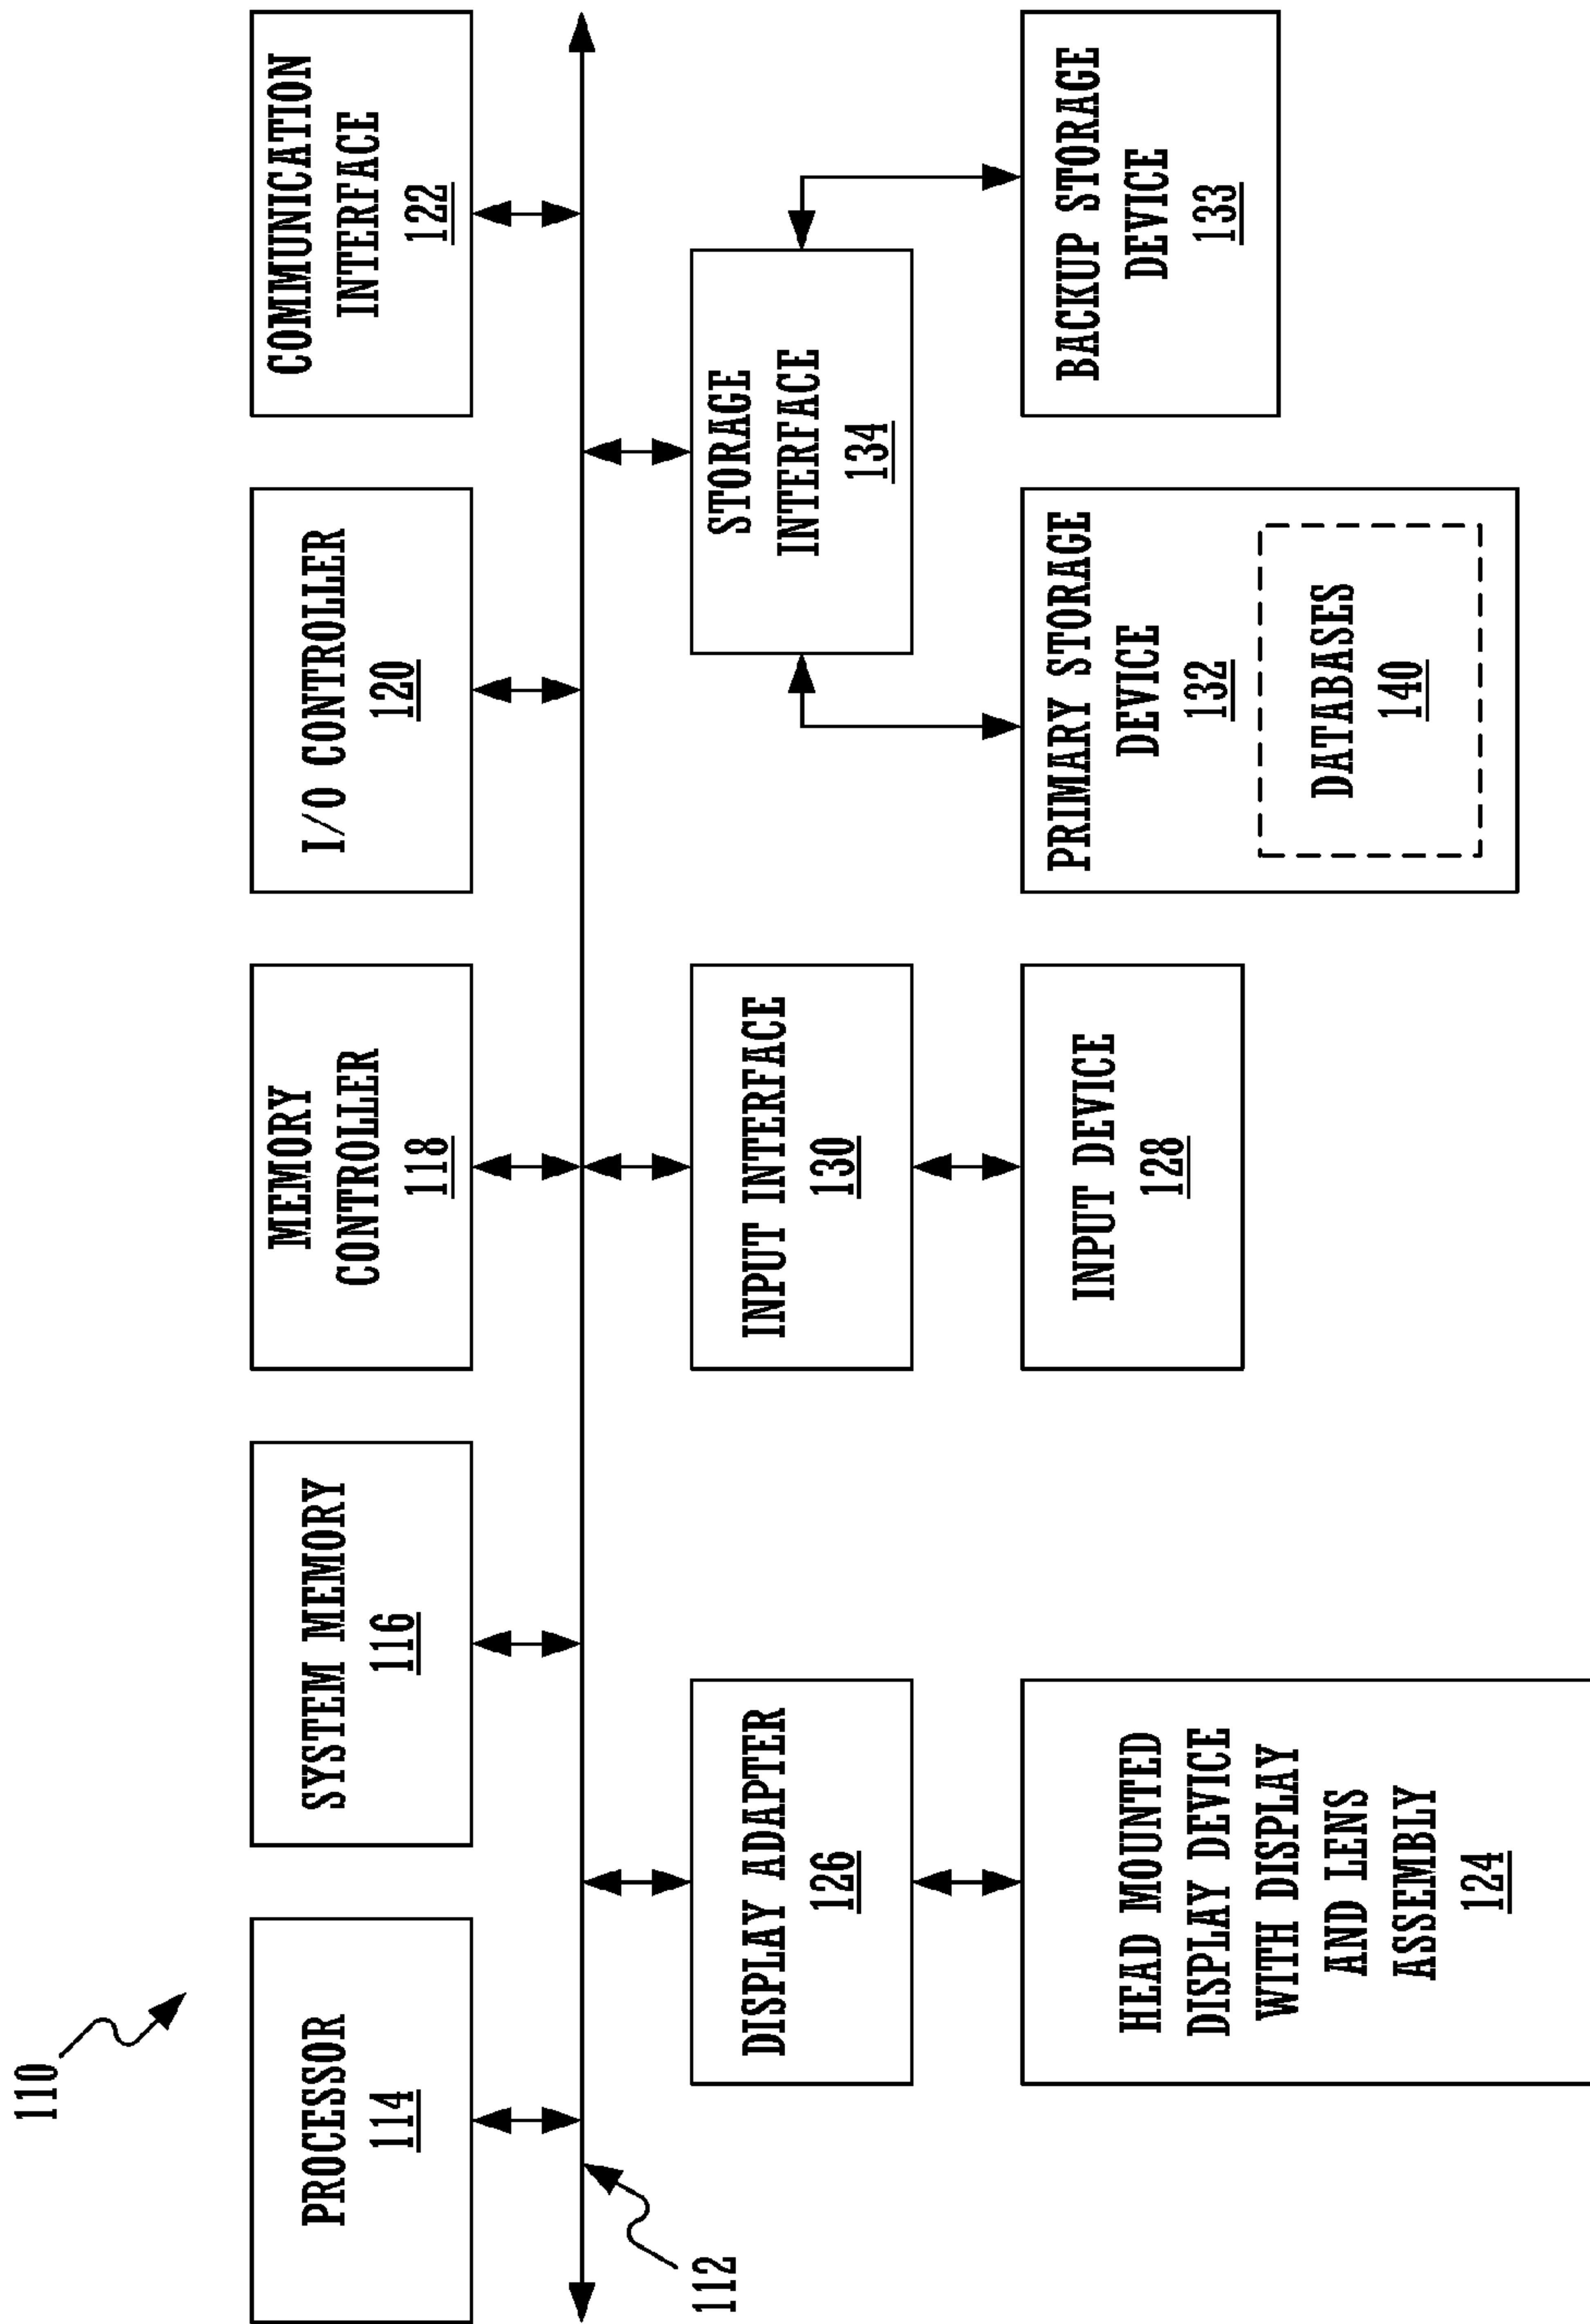 110
PROCESSOR
114
SYSTEM MEMORY
116
MEMORY
CONTROLLER
118
I/O CONTROLLER
120
COMMUNICATION
INTERFACE
122
112
DISPLAY ADAPTER
126
INPUT INTERFACE
130
STORAGE
INTERFACE
134
HEAD MOUNTED
DISPLAY DEVICE
WITH DISPLAY
AND LENS
ASSEMBLY
124
INPUT DEVICE
128
PRIMARY STORAGE
DEVICE
132
DATABASES
140
BACKUP STORAGE
DEVICE
133